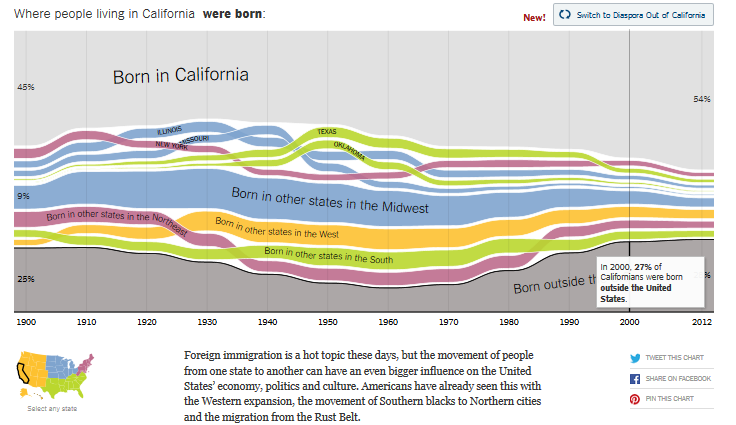 Where people living in California were born:
New!
Switch to Diaspora Out of California
Born in California
45%
54%
ILLINOIS
MISSOURI
NEW YORK
TEXAS
OKLAHOMA
9%
Born in other states in the Midwest
Born in other states in the Northeast
Born in other states in the West
Born in other states in the South
25%
Born outside th
In 2000, 27% of
Californians were born
outside the United
States.
%
1900 1910 1920 1930 1940 1950 1960 1970 1980 1990 2000 2012
Select any state
Foreign immigration is a hot topic these days, but the movement of people
from one state to another can have an even bigger influence on the United
States' economy, politics and culture. Americans have already seen this with
the Western expansion, the movement of Southern blacks to Northern cities
and the migration from the Rust Belt.
TWEET THIS CHART
SHARE ON FACEBOOK
PIN THIS CHART